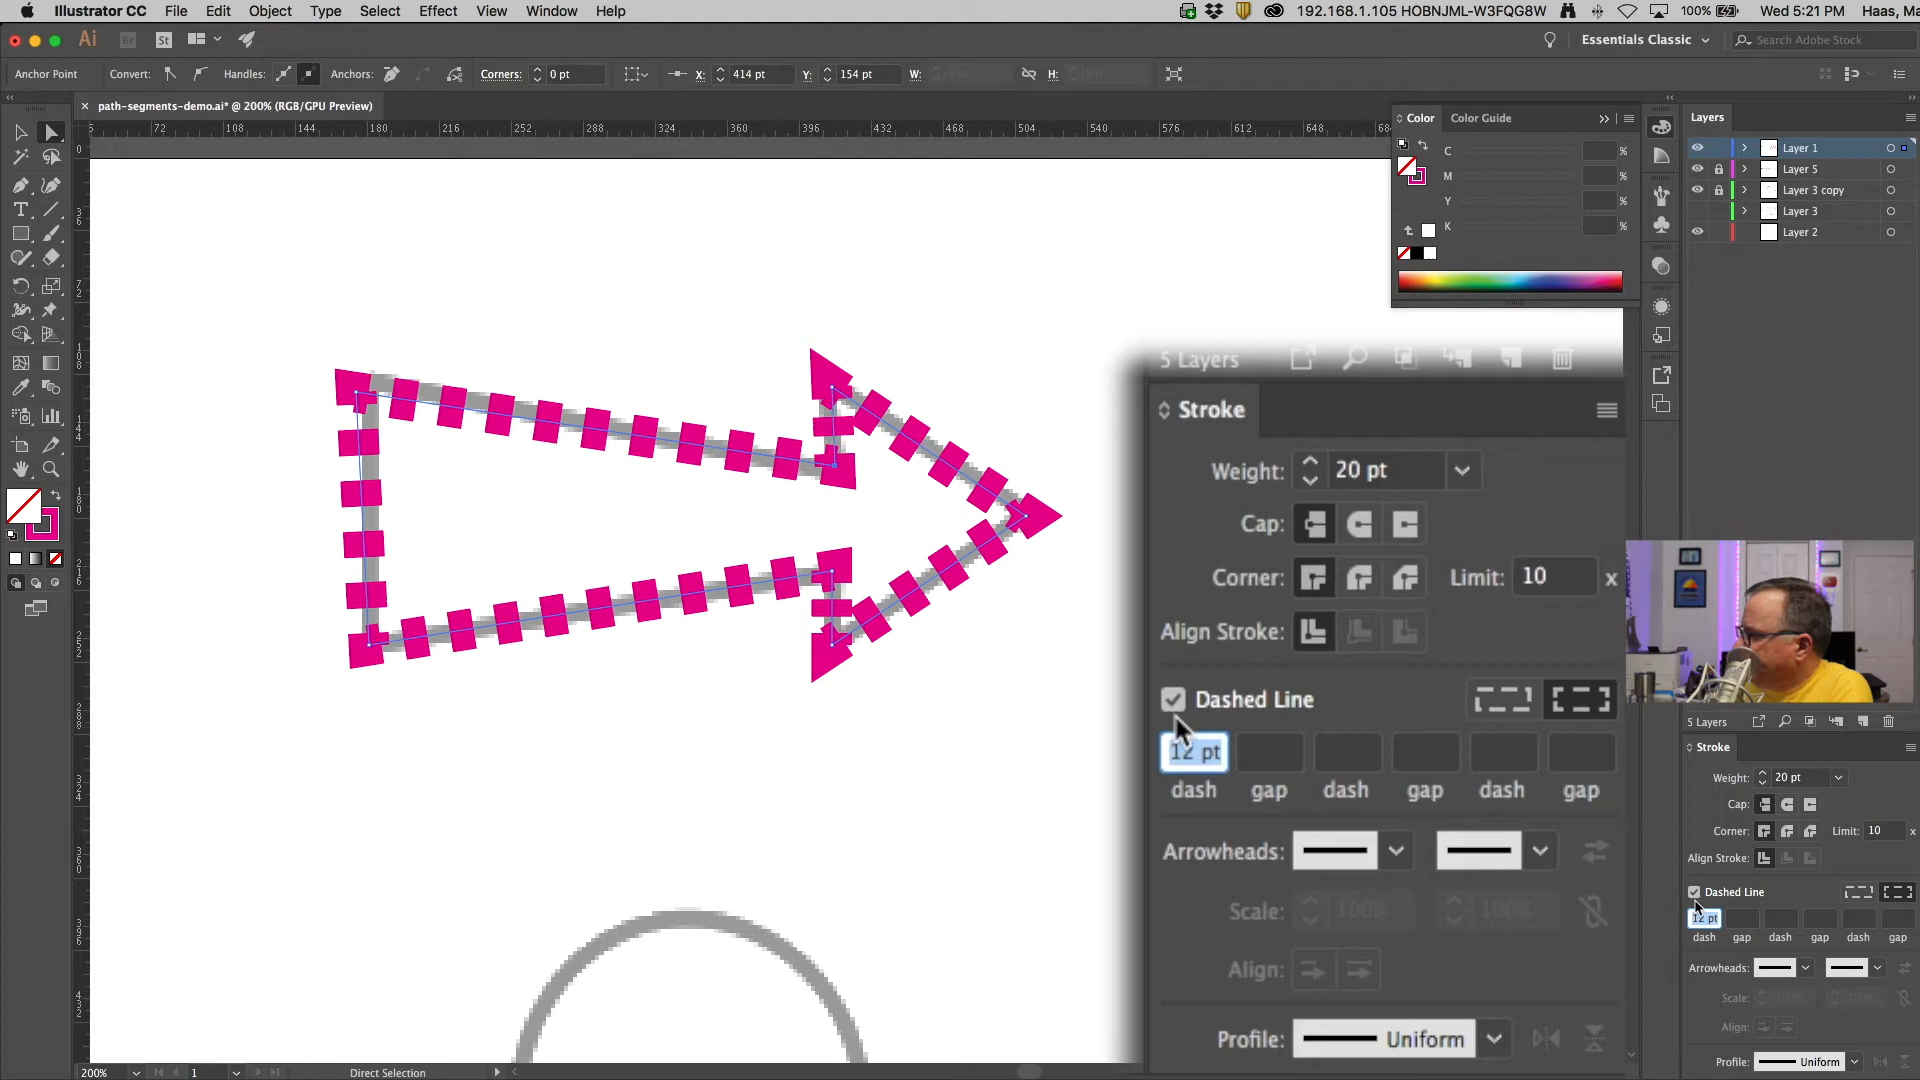 Illustrator CC File Edit Object Type Select Effect View Window Help
192.168.1.105 HOBNJML-W3FQG8W 100% Wed 5:21 PM Haas, Ma
Ai Br St Essentials Classic Search Adobe Stock
Anchor Point Convert: Handles: Anchors: Corners: 0 pt X: 414 pt Y: 154 pt W: H:
× path-segments-demo.ai* @ 200% (RGB/GPU Preview)
72 108 144 180 216 252 288 324 360 396 432 468 504 540 576 612 648 684
Color Color Guide
C %
M %
Y %
K %
Layers
Layer 1
Layer 5
Layer 3 copy
Layer 3
Layer 2
5 Layers
Stroke
Weight: 20 pt
Cap:
Corner: Limit: 10 x
Align Stroke:
Dashed Line
12 pt
dash gap dash gap dash gap
Arrowheads:
Scale: 100% 100%
Align:
Profile: Uniform
5 Layers
Stroke
Weight: 20 pt
Cap:
Corner: Limit: 10 x
Align Stroke:
Dashed Line
12 pt
dash gap dash gap dash gap
Arrowheads:
Scale:
Align:
Profile: Uniform
200% 1 Direct Selection